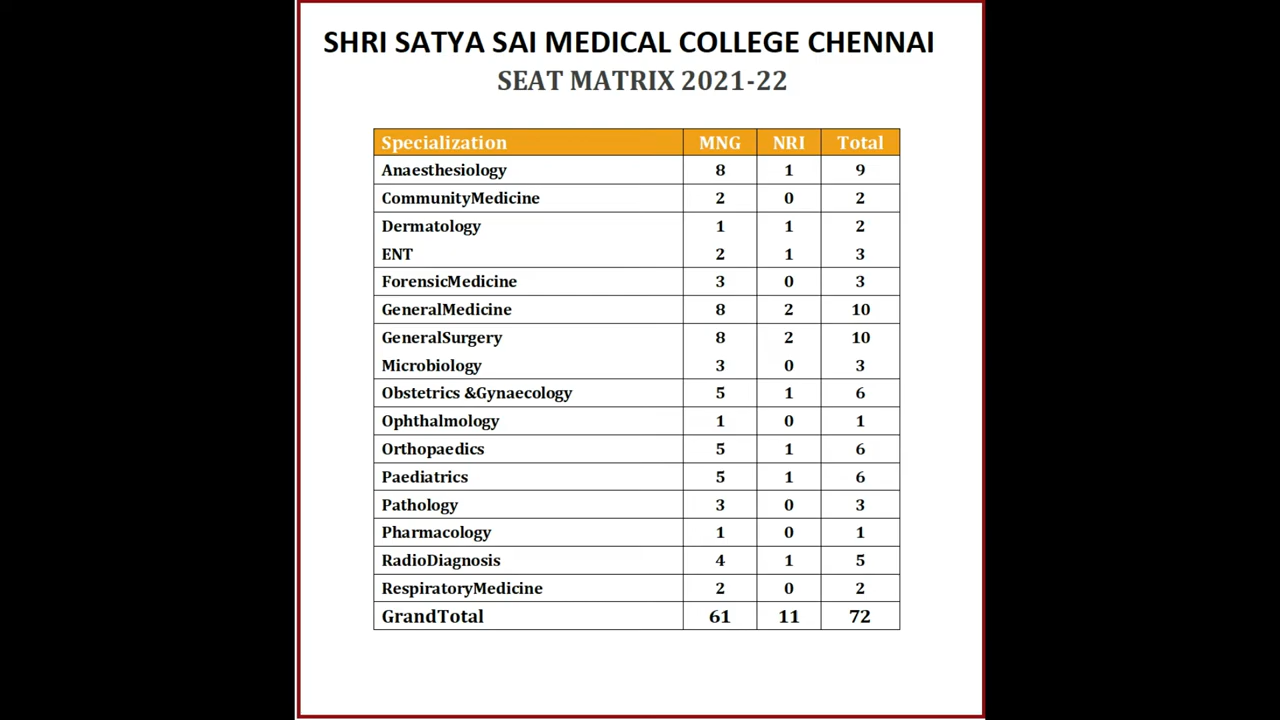 SHRI SATYA SAI MEDICAL COLLEGE CHENNAI
SEAT MATRIX 2021-22
Specialization MNG NRI Total
Anaesthesiology 8 1 9
CommunityMedicine 2 0 2
Dermatology 1 1 2
ENT 2 1 3
ForensicMedicine 3 0 3
GeneralMedicine 8 2 10
GeneralSurgery 8 2 10
Microbiology 3 0 3
Obstetrics &Gynaecology 5 1 6
Ophthalmology 1 0 1
Orthopaedics 5 1 6
Paediatrics 5 1 6
Pathology 3 0 3
Pharmacology 1 0 1
RadioDiagnosis 4 1 5
RespiratoryMedicine 2 0 2
GrandTotal 61 11 72